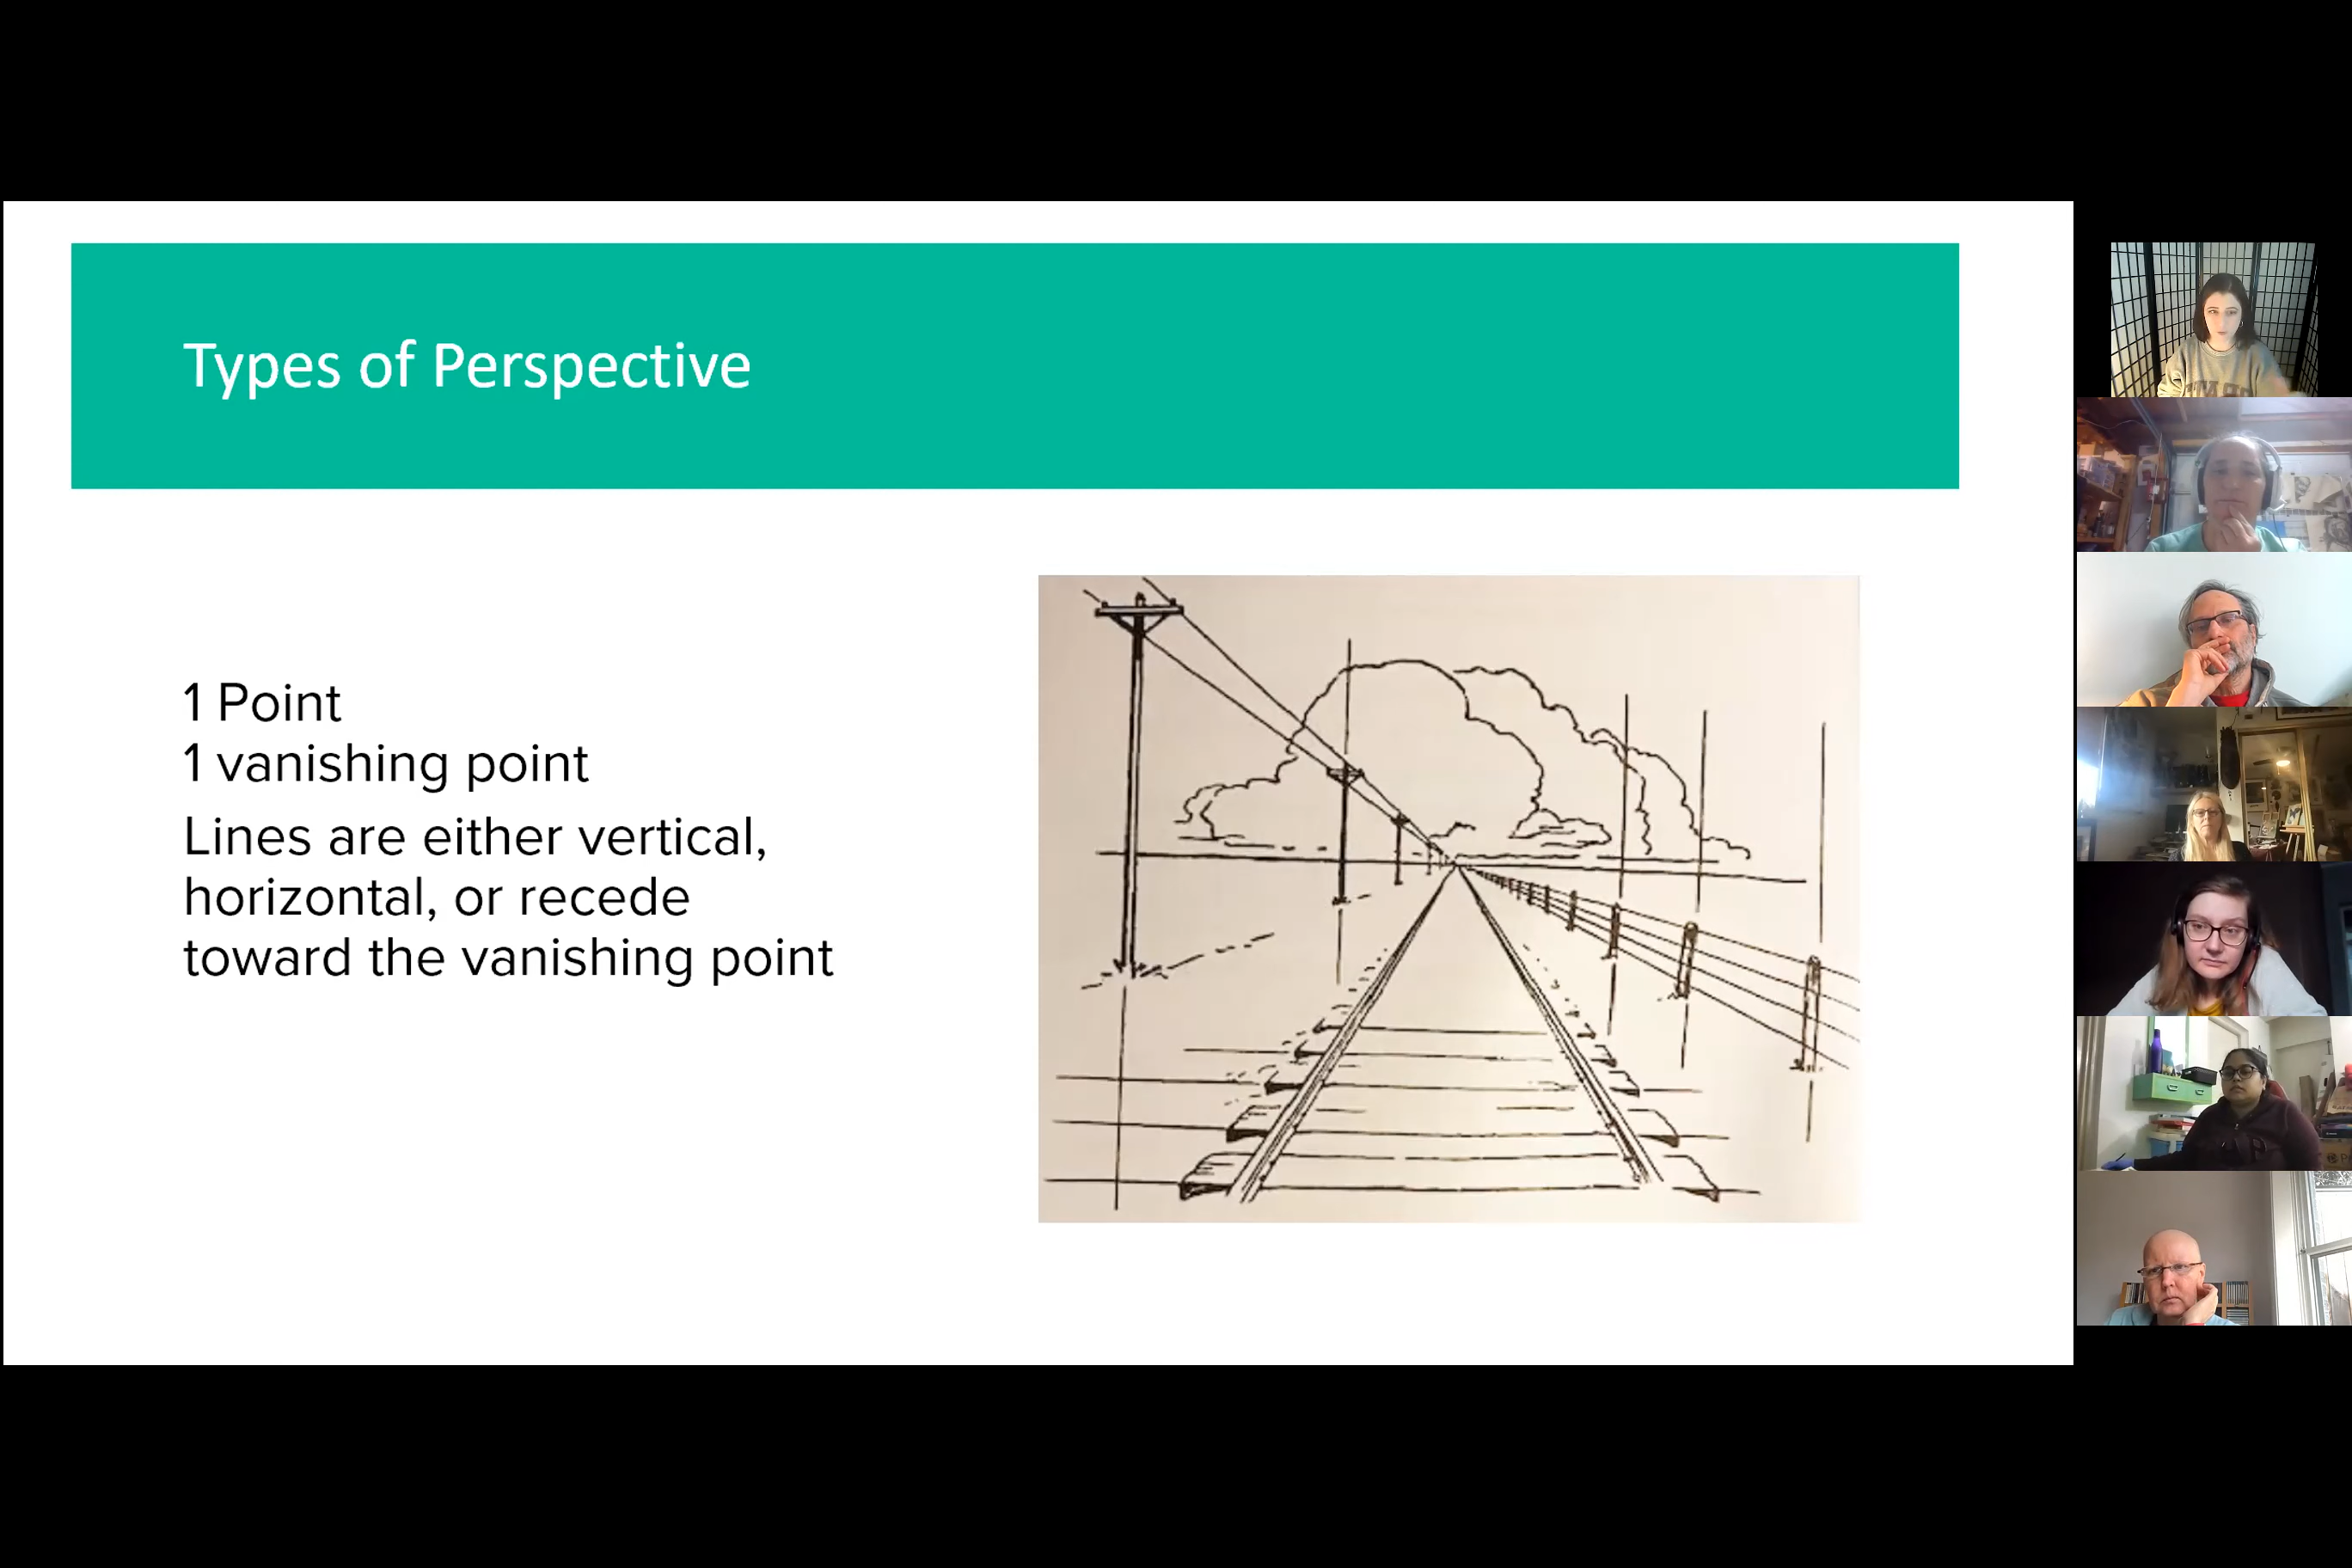 Types of Perspective
1 Point
1 vanishing point
Lines are either vertical,
horizontal, or recede
toward the vanishing point